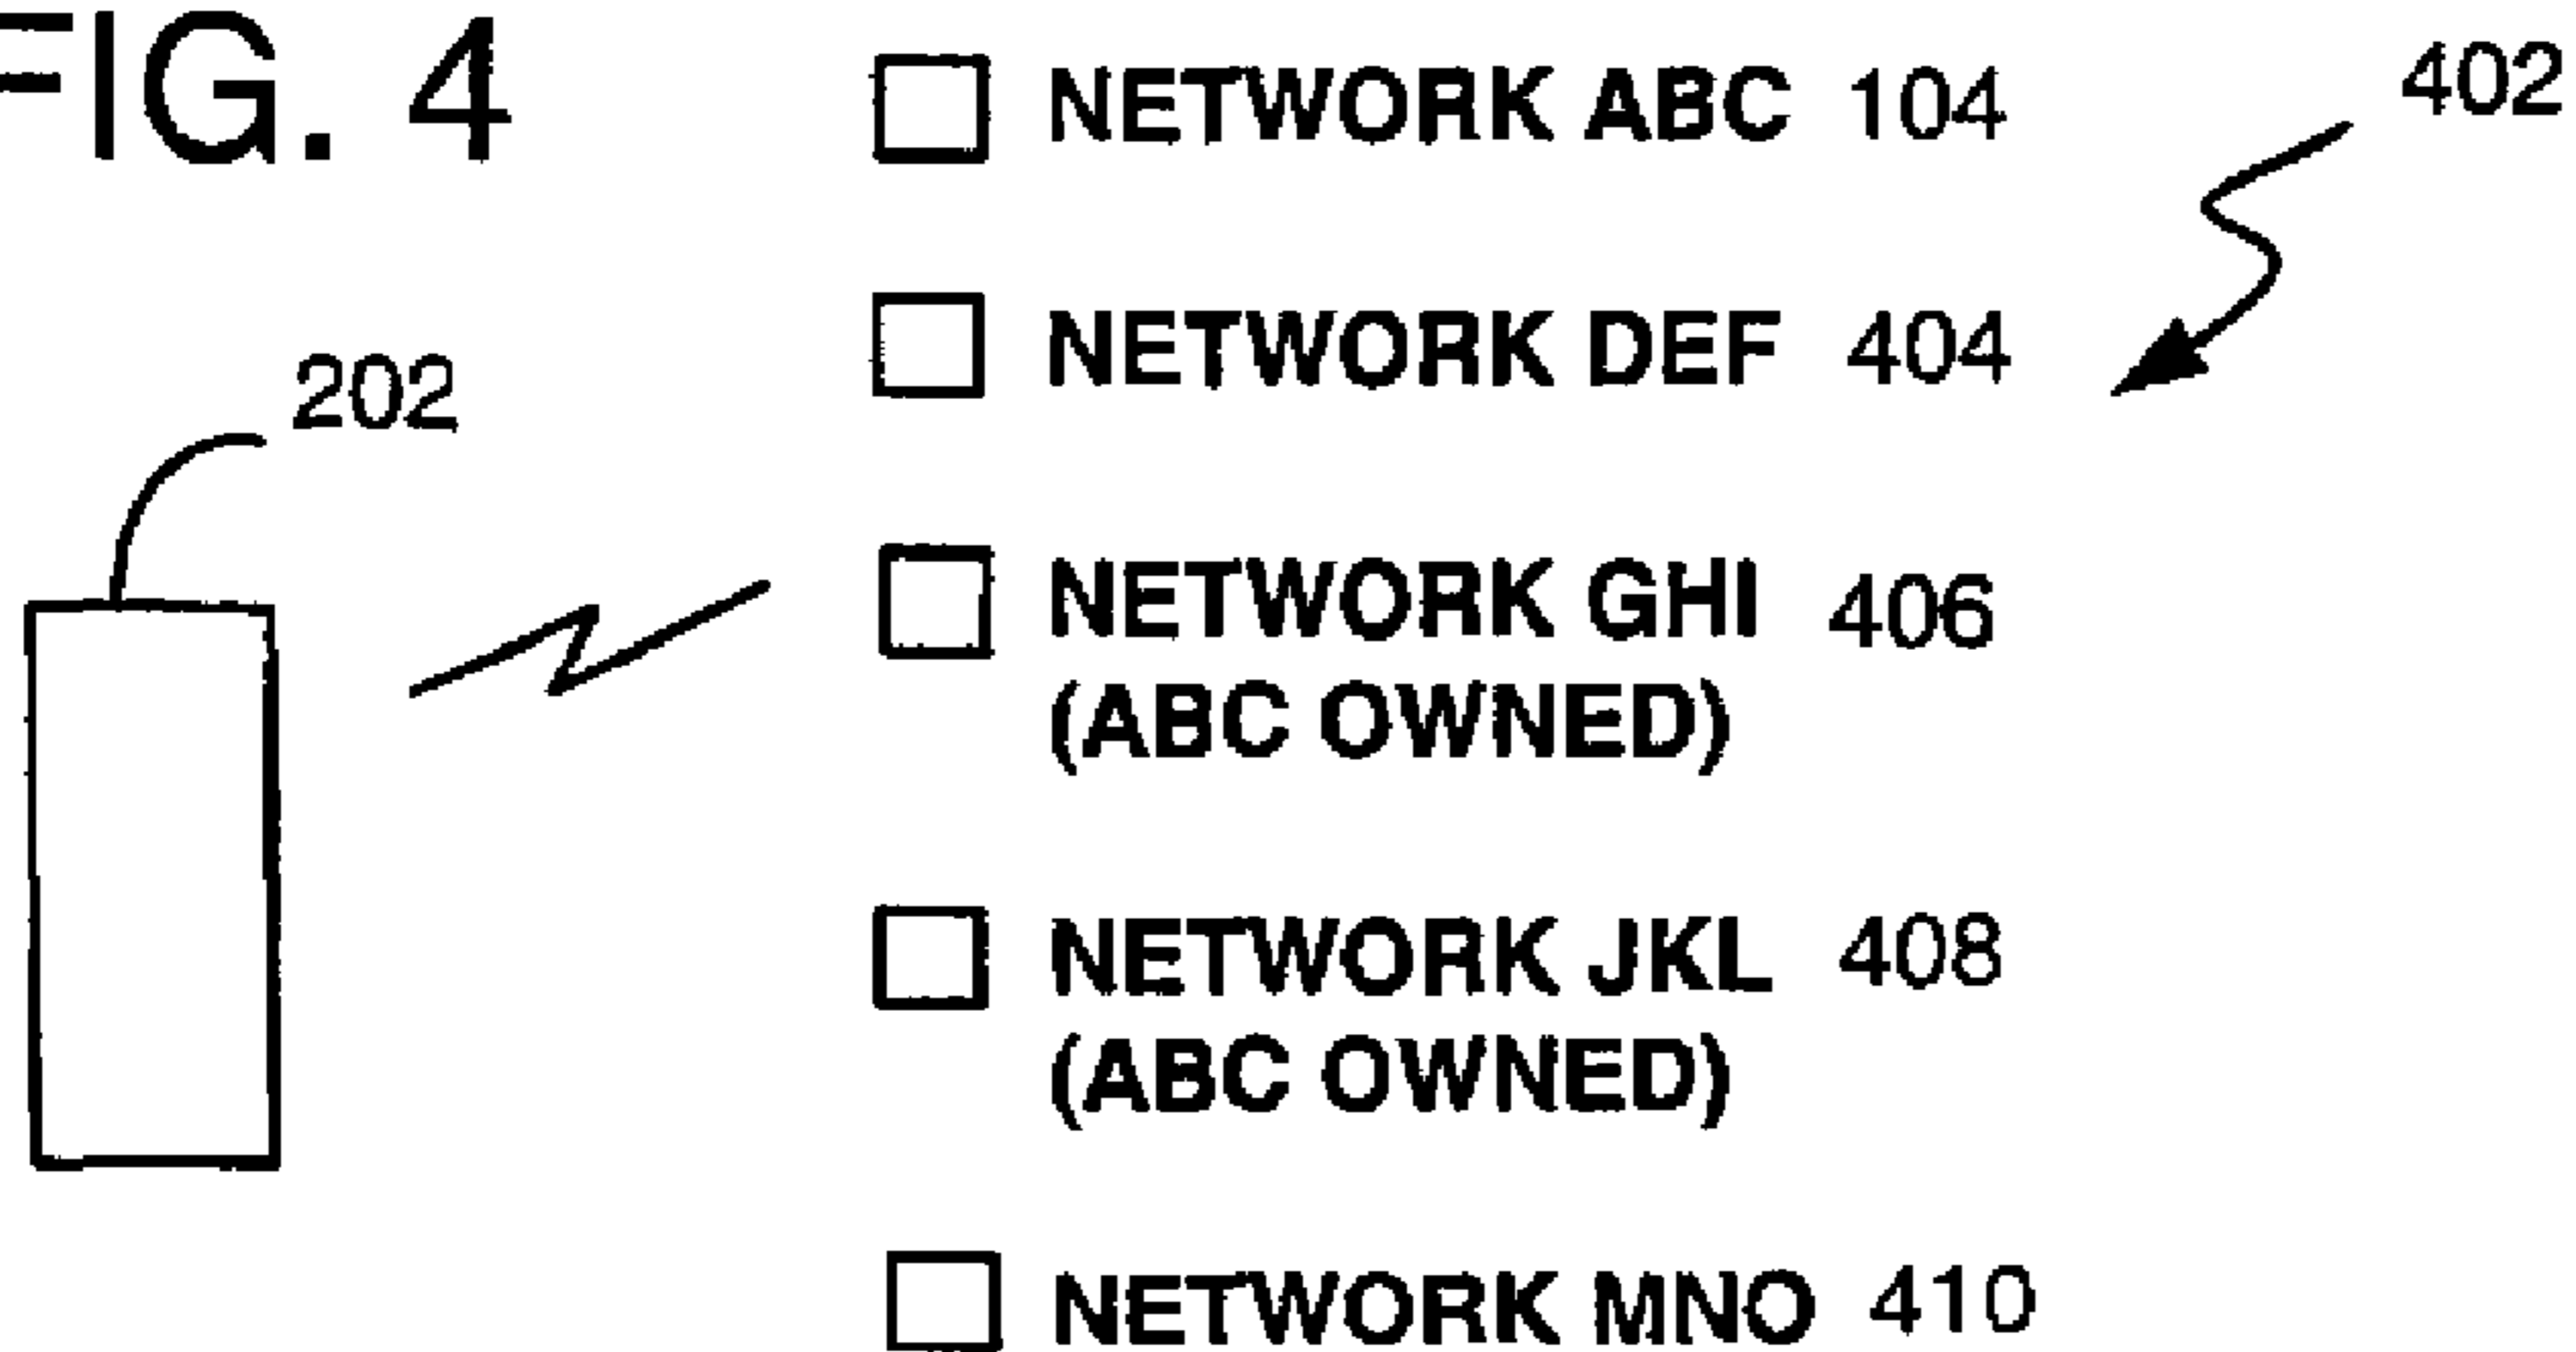 FIG. 4
NETWORK ABC 104
402
NETWORK DEF 404
202
NETWORK GHI 406
(ABC OWNED)
NETWORK JKL 408
(ABC OWNED)
NETWORK MNO 410